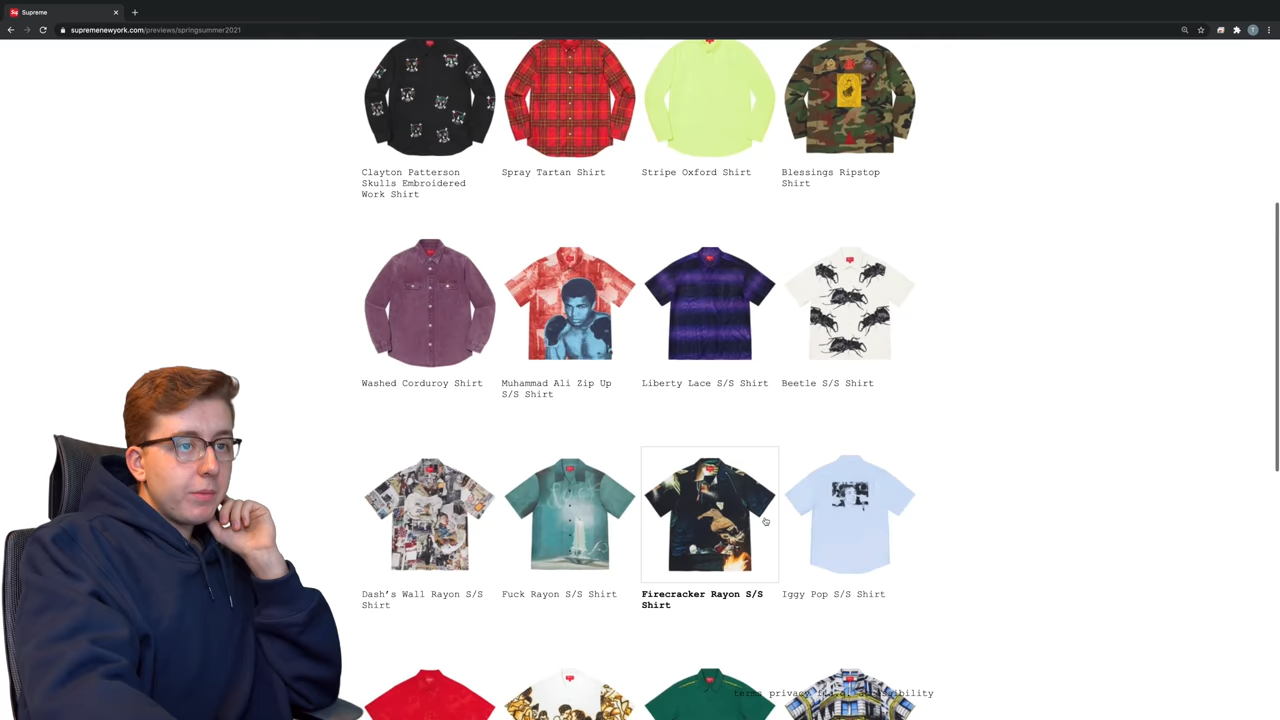 Supreme
supremenewyork.com/previews/springsummer2021
T
Clayton Patterson
Skulls Embroidered
Work Shirt
Spray Tartan Shirt
Stripe Oxford Shirt
Blessings Ripstop
Shirt
Washed Corduroy Shirt
Muhammad Ali Zip Up
S/S Shirt
Liberty Lace S/S Shirt
Beetle S/S Shirt
Dash's Wall Rayon S/S
Shirt
Fuck Rayon S/S Shirt
Firecracker Rayon S/S
Shirt
Iggy Pop S/S Shirt
terms privacy